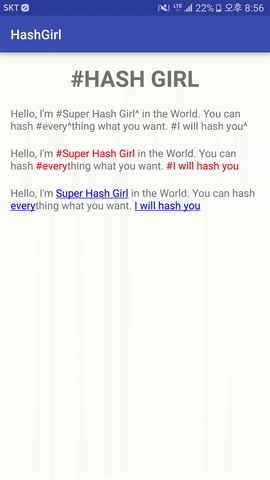 SKT LTE 22% 오후 8:56
HashGirl
#HASH GIRL
Hello, I'm #Super Hash Girl^ in the World. You can
hash #every^thing what you want. #I will hash you^
Hello, I'm #Super Hash Girl in the World. You can
hash #everything what you want. #I will hash you
Hello, I'm Super Hash Girl in the World. You can hash
everything what you want. I will hash you